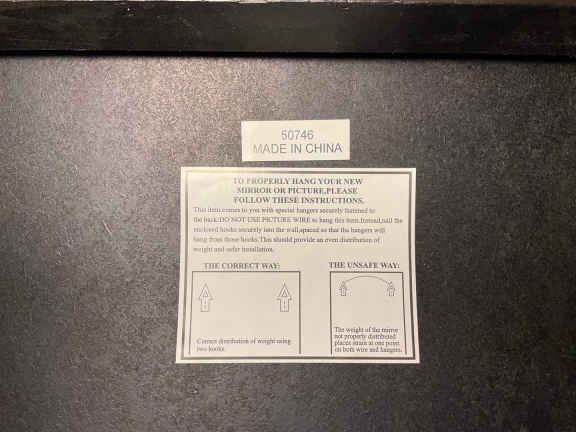 50746
MADE IN CHINA
TO PROPERLY HANG YOUR NEW
MIRROR OR PICTURE,PLEASE
FOLLOW THESE INSTRUCTIONS.
This item comes to you with special hangers securely fastened to
the back.DO NOT USE PICTURE WIRE to hang this item.Instead,nail the
enclosed hooks securely into the wall,spaced so that the hangers will
hang from those hooks.This should provide an even distribution of
weight and safer installation.
THE CORRECT WAY:
Correct distribution of weight using
two hooks.
THE UNSAFE WAY:
The weight of the mirror
not properly distributed
places strain at one point
on both wire and hangers.